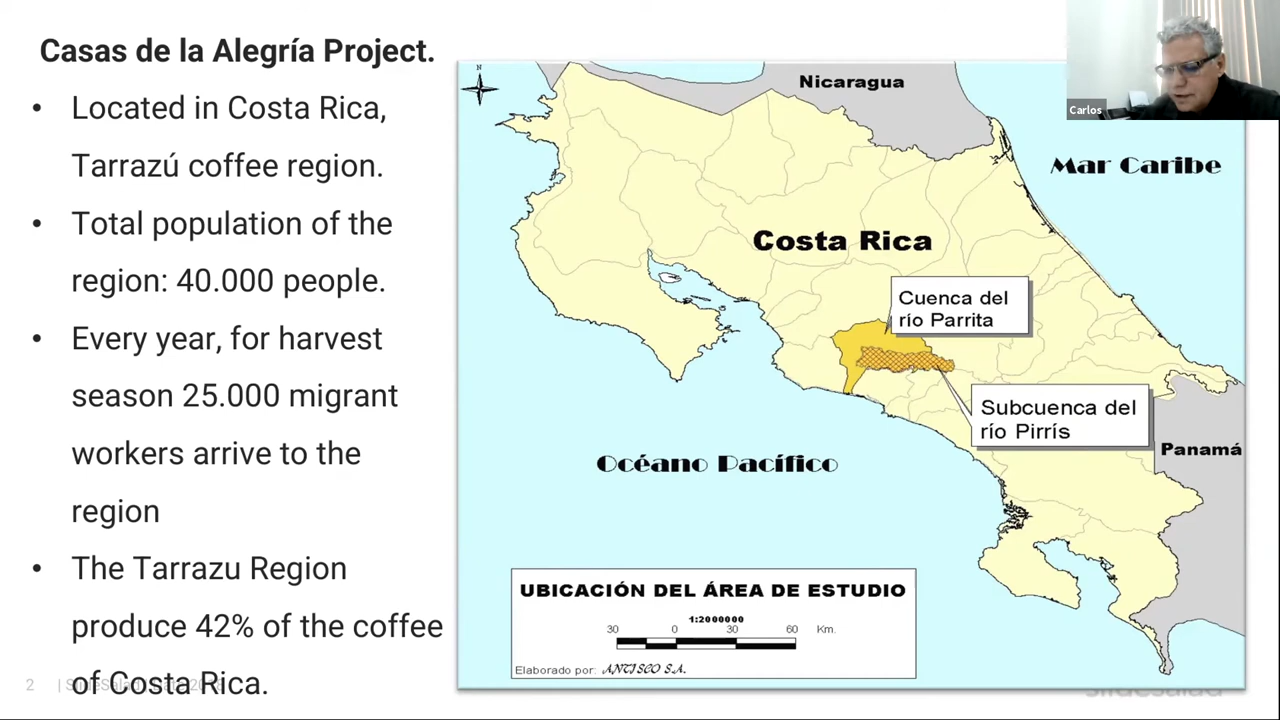 Casas de la Alegría Project.
• Located in Costa Rica,
Tarrazú coffee region.
• Total population of the
region: 40.000 people.
• Every year, for harvest
season 25.000 migrant
workers arrive to the
region
• The Tarrazu Region
produce 42% of the coffee
of Costa Rica.
2
N
Nicaragua
Carlos
Mar Caribe
Costa Rica
Cuenca del
río Parrita
Subcuenca del
río Pirrís
Panamá
Océano Pacífico
UBICACIÓN DEL ÁREA DE ESTUDIO
1:2000000
30 0 30 60 Km.
Elaborado por: ANTISCO S.A.